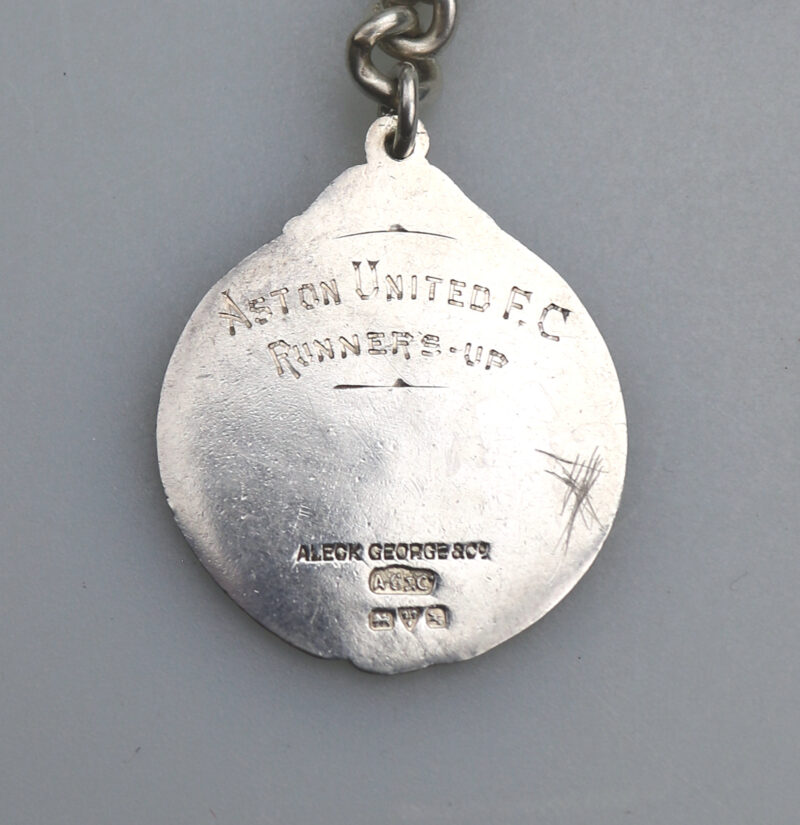 ASTON UNITED F.C
RUNNERS-UP
ALECK GEORGE & CO.
A.G&C